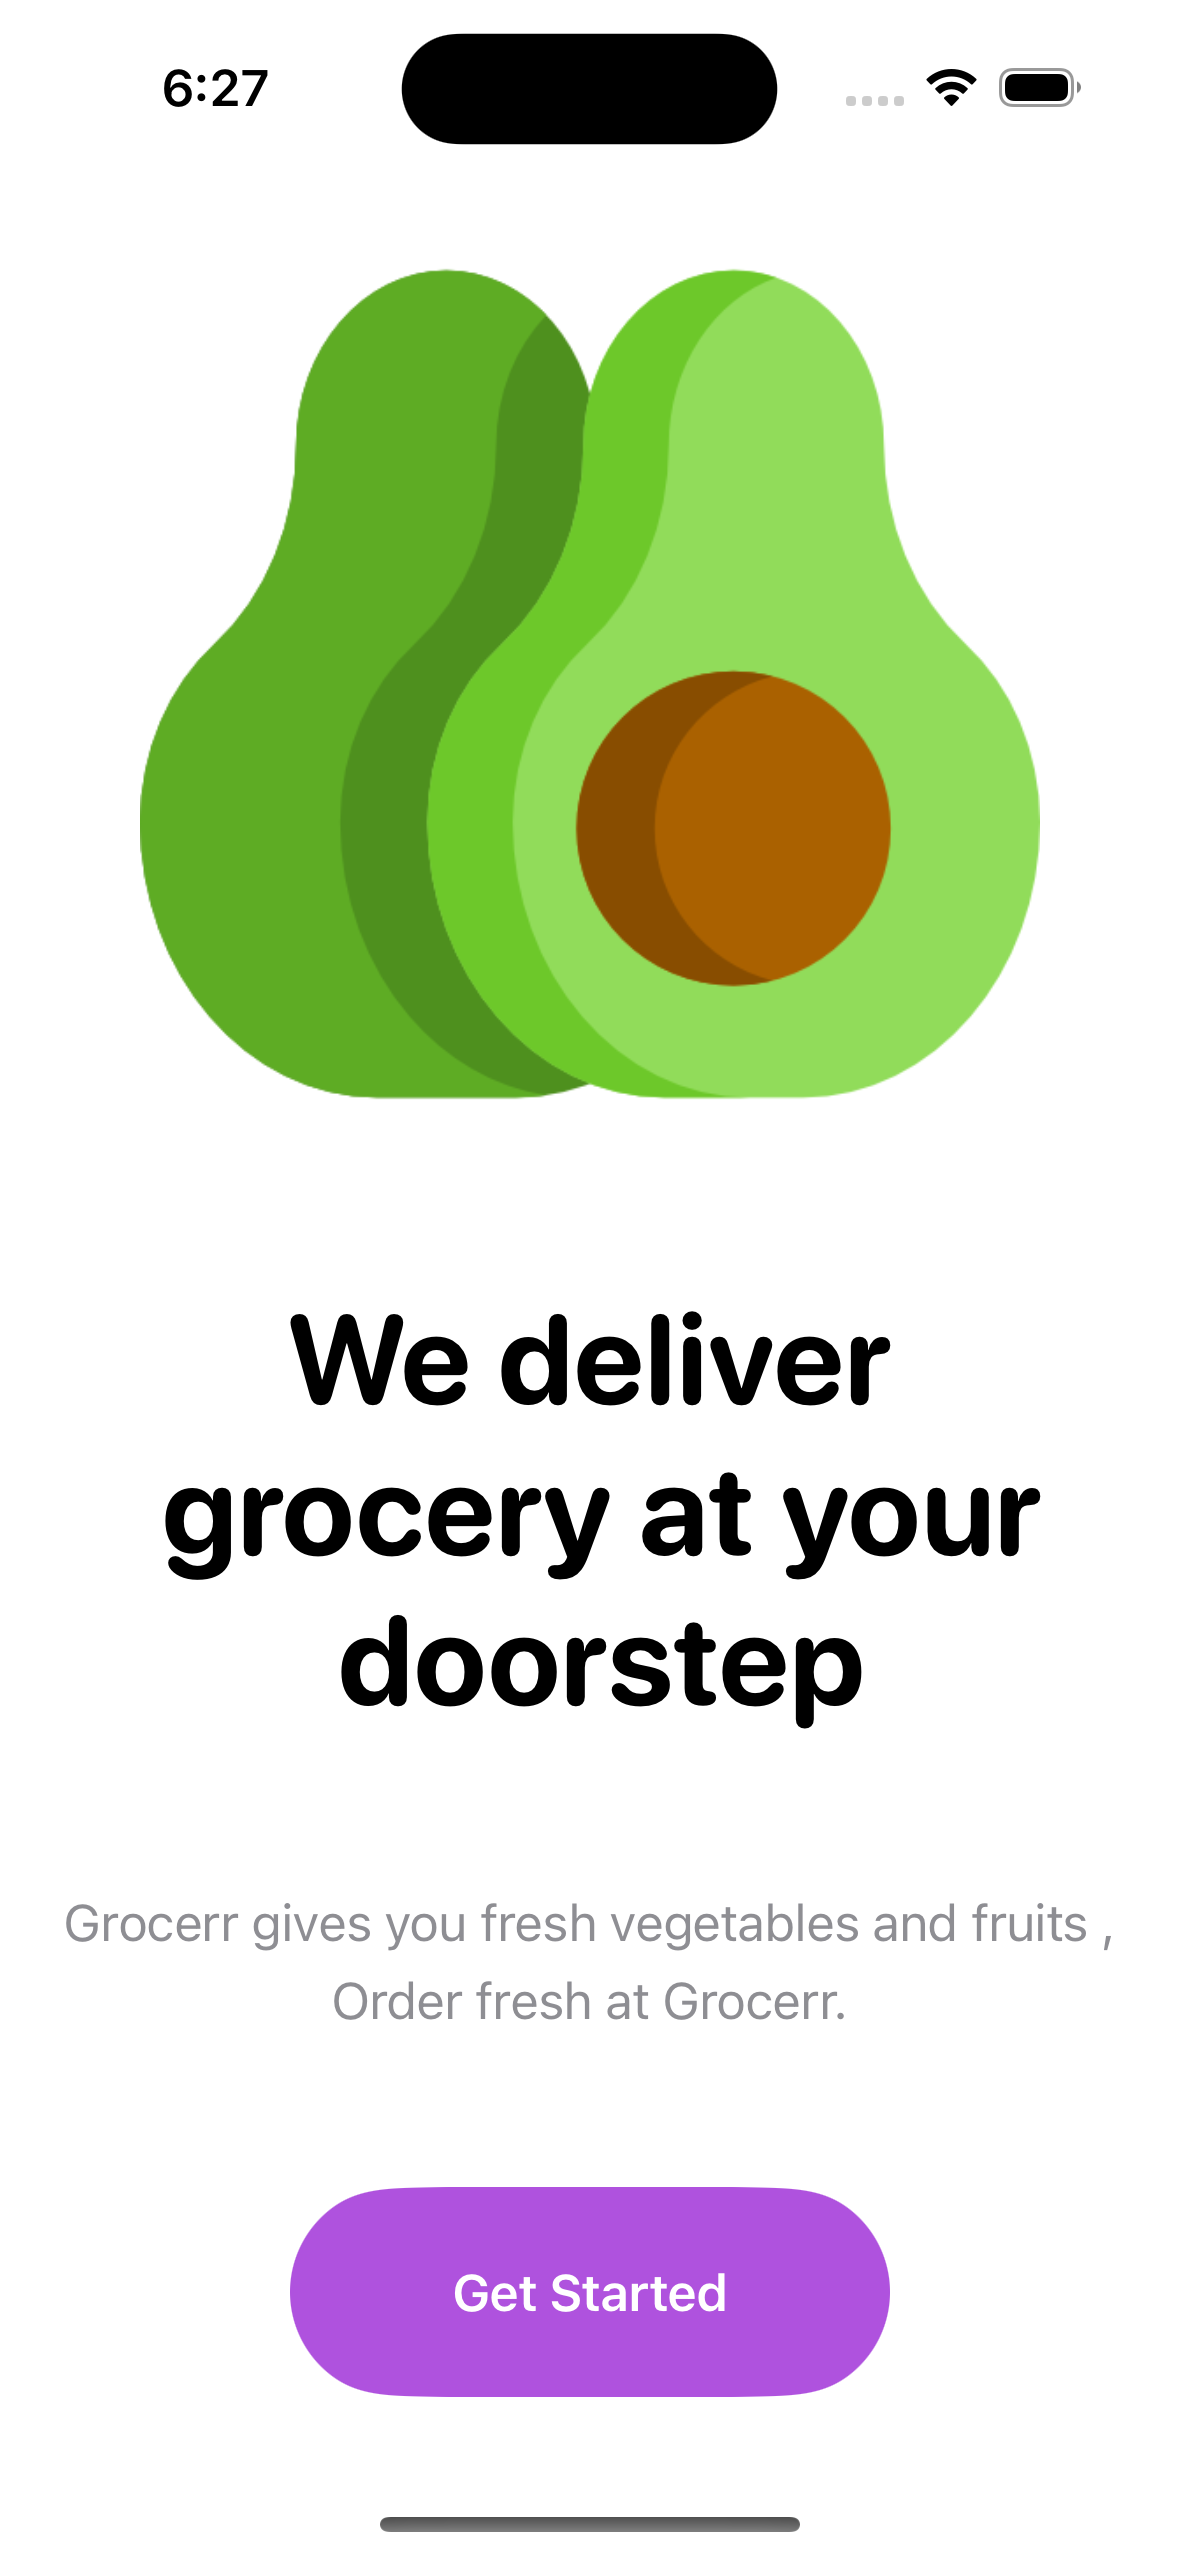 6:27
We deliver
grocery at your
doorstep
Grocerr gives you fresh vegetables and fruits ,
Order fresh at Grocerr.
Get Started